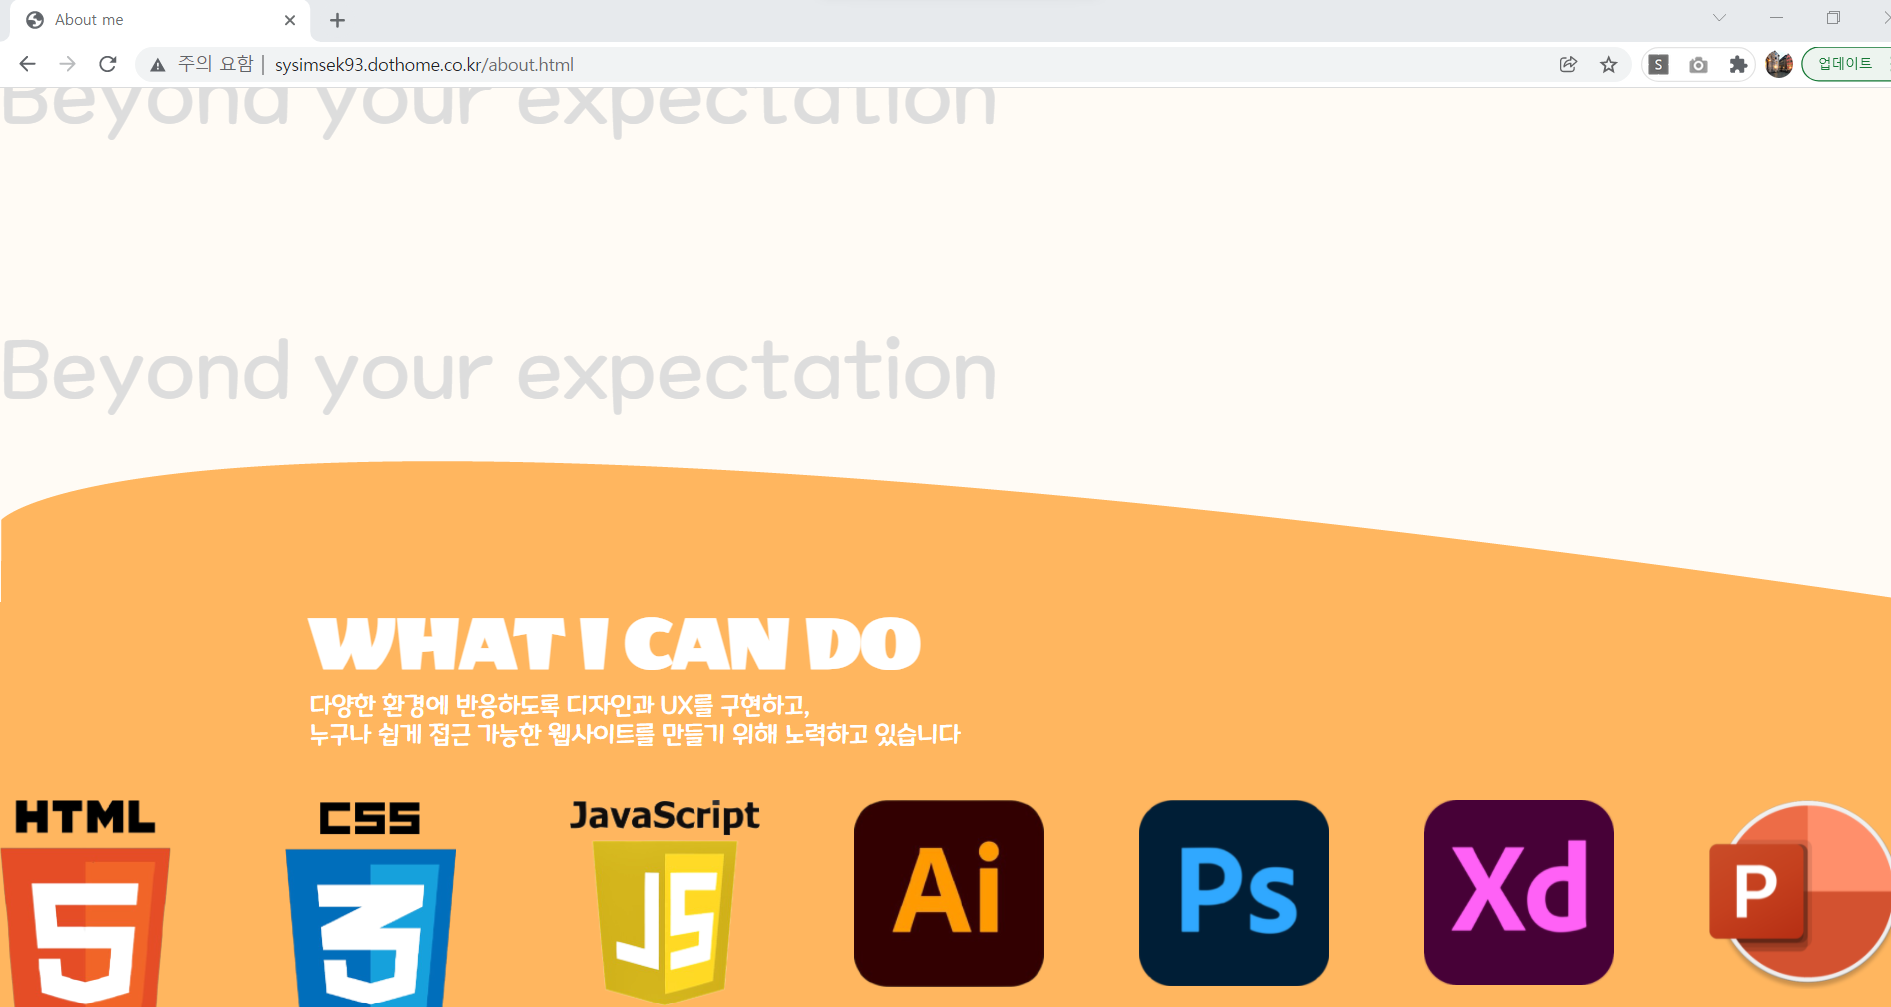 About me
주의 요함 | sysimsek93.dothome.co.kr/about.html
S
업데이트
Beyond your expectation
Beyond your expectation
WHAT I CAN DO
다양한 환경에 반응하도록 디자인과 UX를 구현하고,
누구나 쉽게 접근 가능한 웹사이트를 만들기 위해 노력하고 있습니다
HTML
CSS
JavaScript
5
3
JS
Ai
Ps
Xd
P